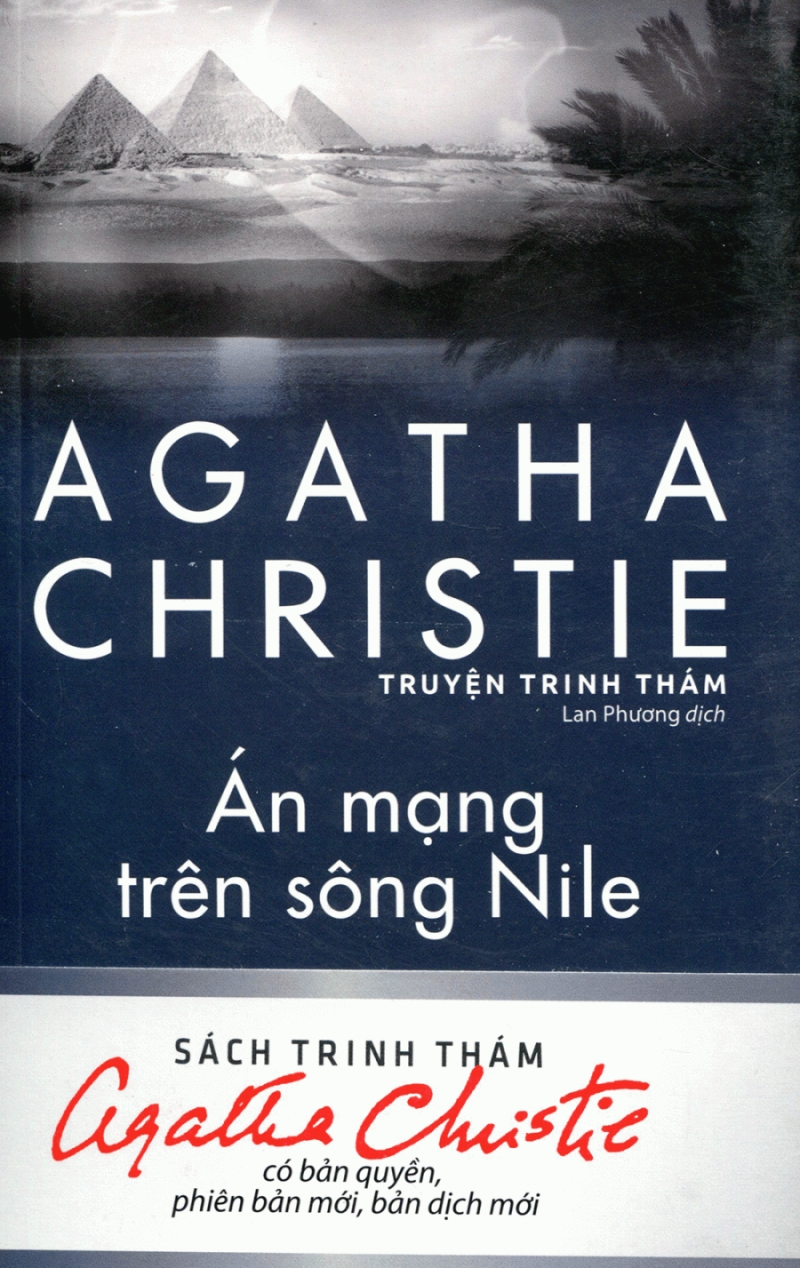 AGATHA
CHRISTIE
TRUYỆN TRINH THÁM
Lan Phương dịch
Án mạng
trên sông Nile
SÁCH TRINH THÁM
Agatha Christie
có bản quyền,
phiên bản mới, bản dịch mới